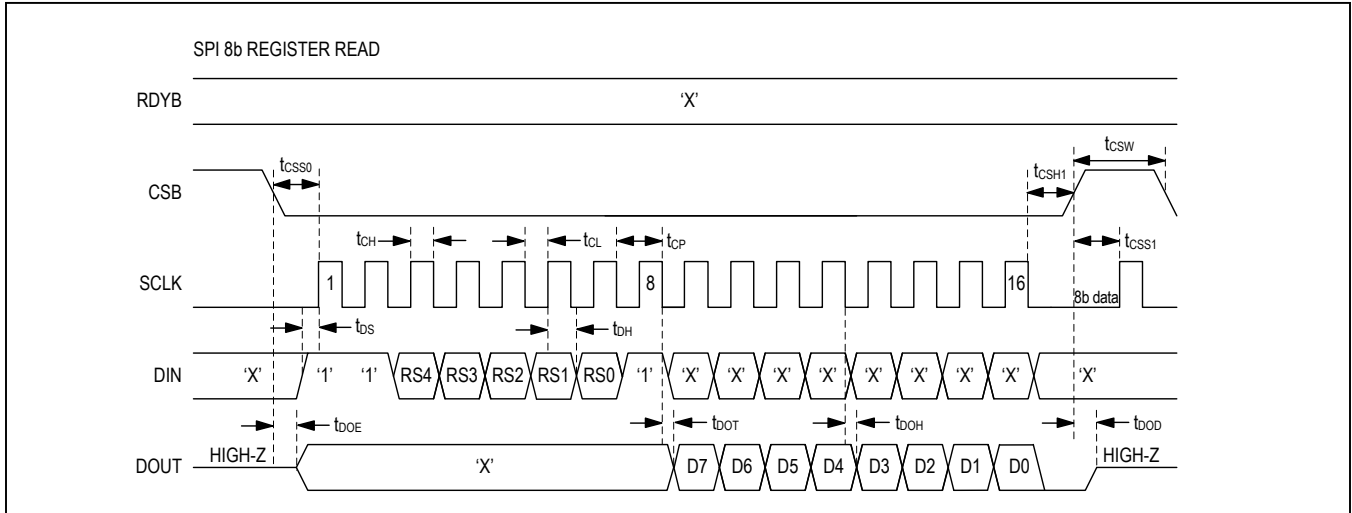 SPI 8b REGISTER READ
RDYB 'X'
tCSS0 tCSH1 tCSW
CSB
tCH tCL tCP tCSS1
SCLK 1 8 16 8b data
tDS tDH
DIN 'X' '1' '1' RS4 RS3 RS2 RS1 RS0 '1' 'X' 'X' 'X' 'X' 'X' 'X' 'X' 'X' 'X'
tDOE tDOT tDOH tDOD
DOUT HIGH-Z 'X' D7 D6 D5 D4 D3 D2 D1 D0 HIGH-Z